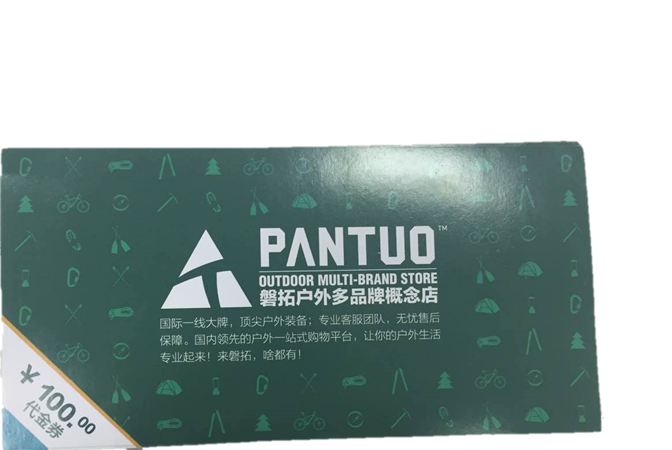 PANTUO™
OUTDOOR MULTI-BRAND STORE
磐拓户外多品牌概念店
国际一线大牌，顶尖户外装备；专业客服团队，无忧售后
保障。国内领先的户外一站式购物平台，让你的户外生活
专业起来！来磐拓，啥都有！
￥100.00
代金券